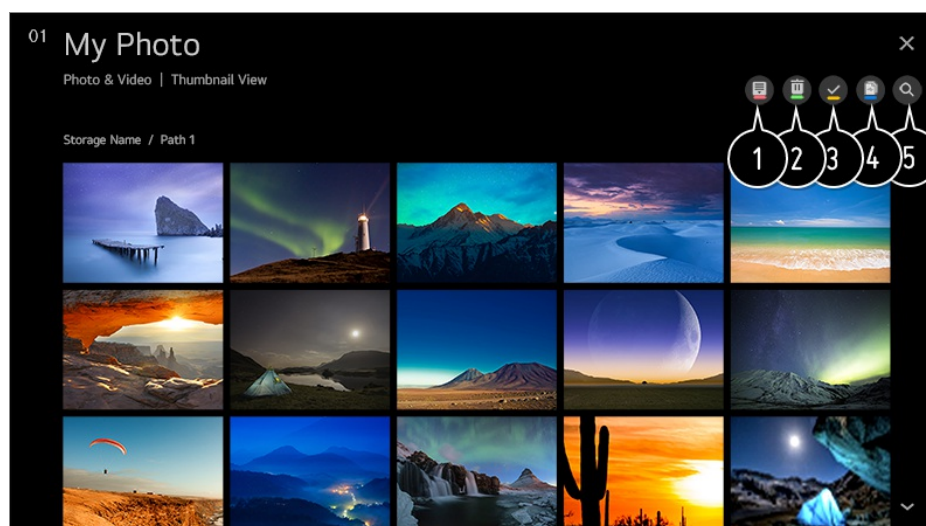 01
My Photo
Photo & Video | Thumbnail View
Storage Name / Path 1
1 2 3 4 5